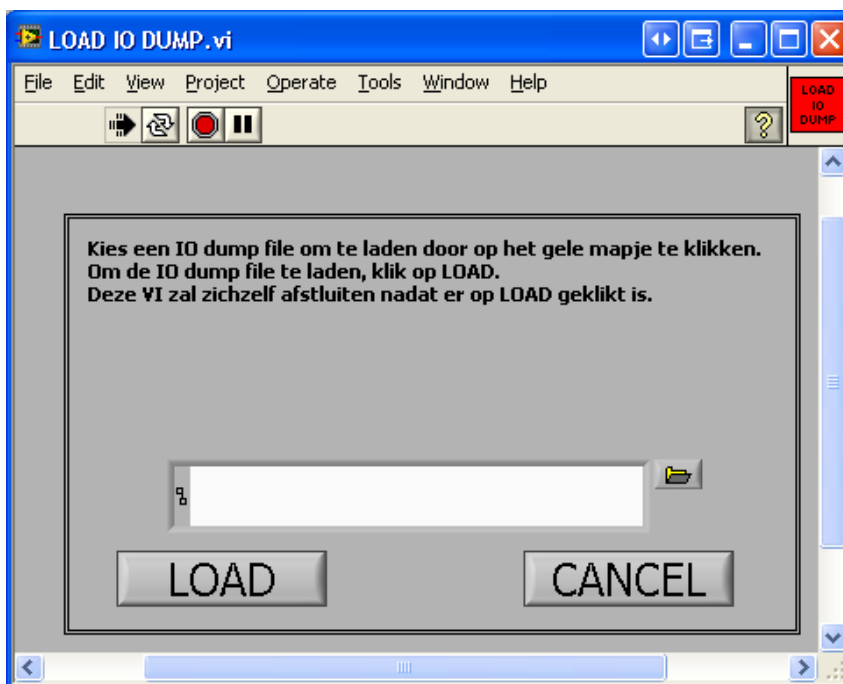 LOAD IO DUMP.vi
File Edit View Project Operate Tools Window Help
LOAD
IO
DUMP
?
Kies een IO dump file om te laden door op het gele mapje te klikken.
Om de IO dump file te laden, klik op LOAD.
Deze VI zal zichzelf afstluiten nadat er op LOAD geklikt is.
LOAD CANCEL